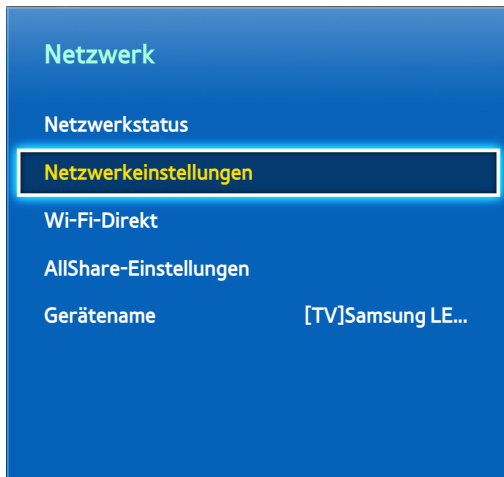 Netzwerk
Netzwerkstatus
Netzwerkeinstellungen
Wi-Fi-Direkt
AllShare-Einstellungen
Gerätename [TV]Samsung LE...